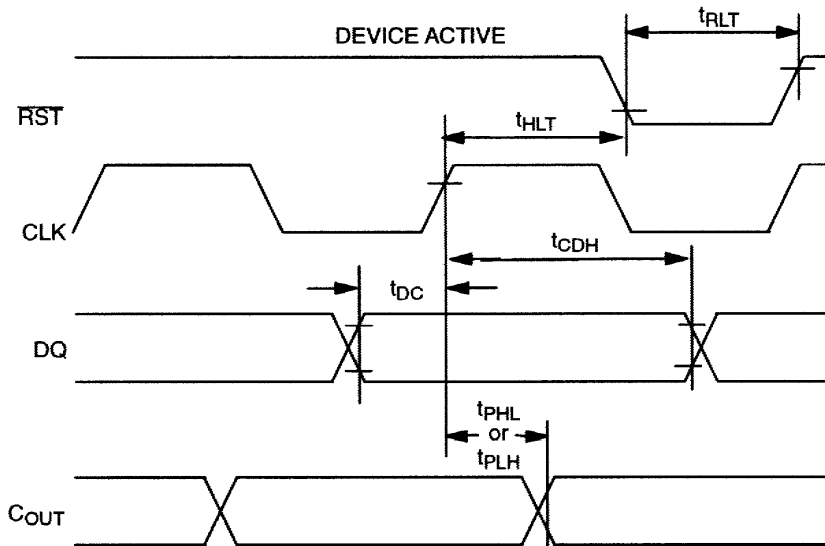 DEVICE ACTIVE
tRLT
RST
tHLT
CLK
tCDH
tDC
DQ
tPHL
or
tPLH
COUT